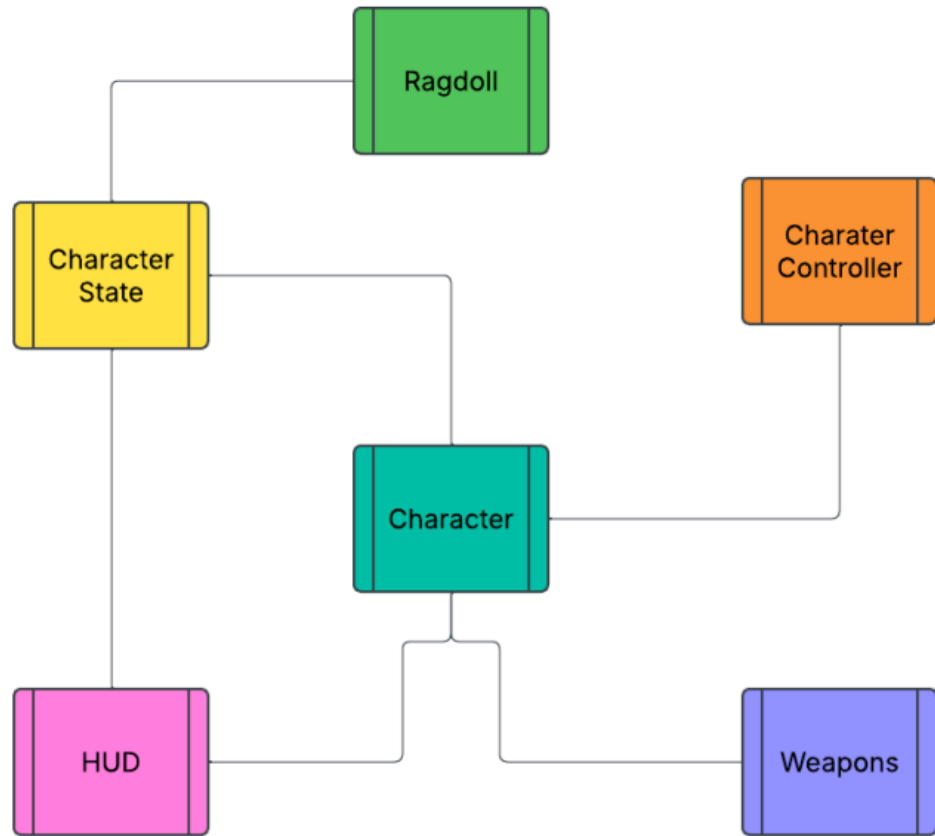 Ragdoll
Character
State
Charater
Controller
Character
HUD
Weapons